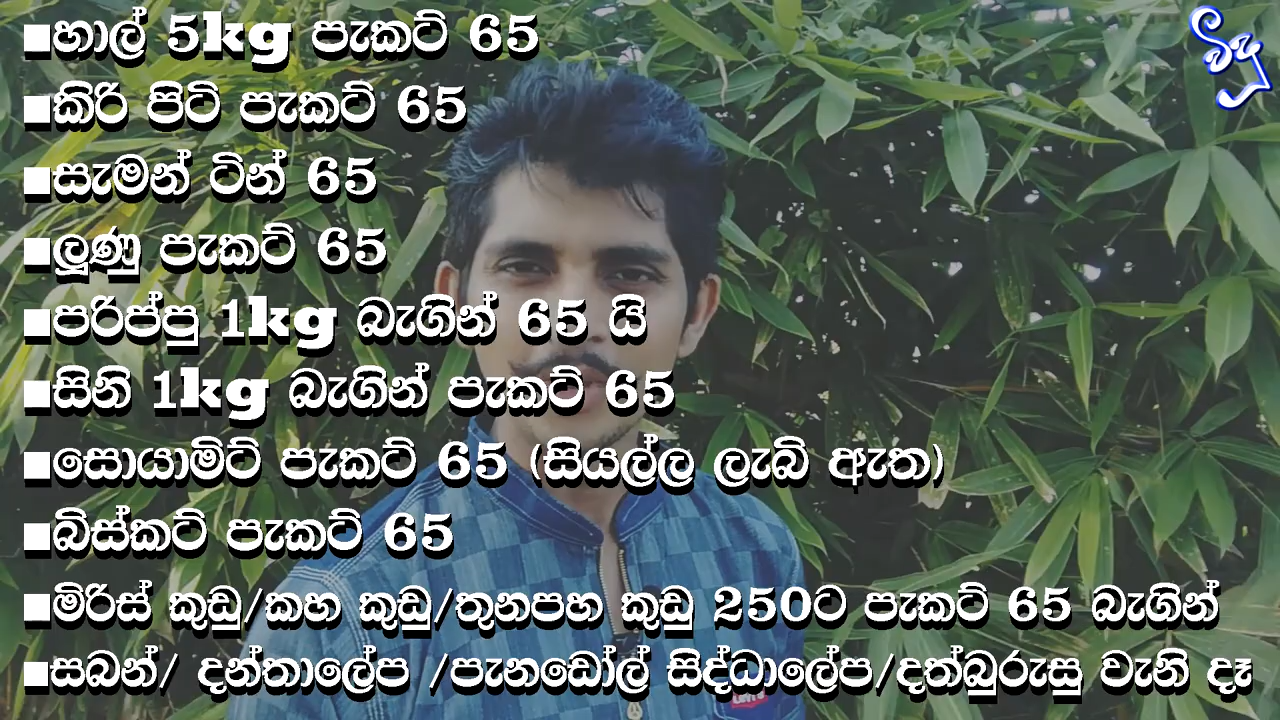 ■හාල් 5kg පැකට් 65
■කිරි පිටි පැකට් 65
■සැමන් ටින් 65
■ලූණු පැකට් 65
■පරිප්පු 1kg බැගින් 65 යි
■සිනි 1kg බැගින් පැකට් 65
■සොයාමිට් පැකට් 65 (සියල්ල ලැබි ඇත)
■බිස්කට් පැකට් 65
■මිරිස් කුඩු/කහ කුඩු/තුනපහ කුඩු 250ට පැකට් 65 බැගින්
■සබන්/ දන්තාලේප /පැනඩෝල් සිද්ධාලේප/දත්බුරුසු වැනි දෑ